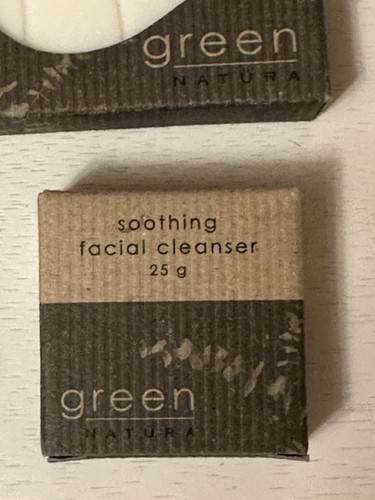 green
NATURA
soothing
facial cleanser
25 g
green
NATURA